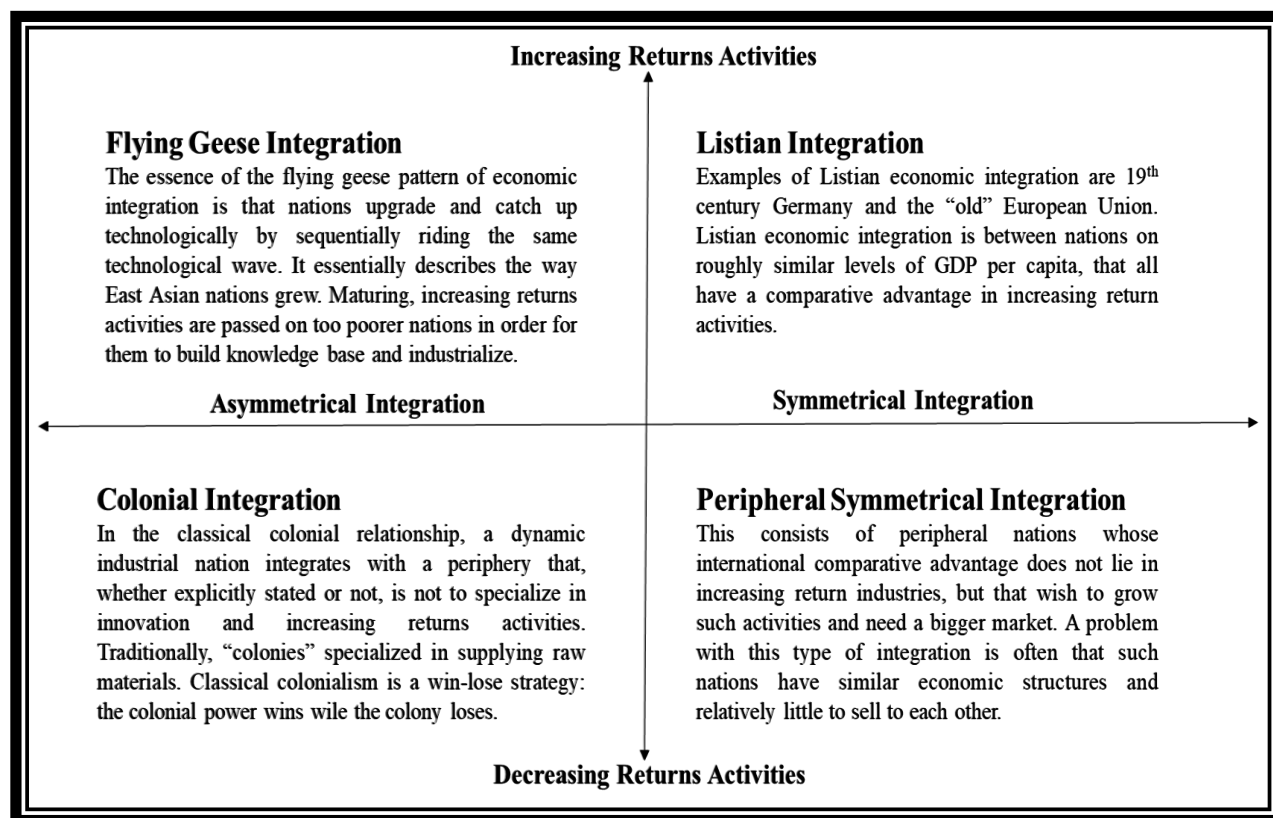 Increasing Returns Activities
Flying Geese Integration
The essence of the flying geese pattern of economic
integration is that nations upgrade and catch up
technologically by sequentially riding the same
technological wave. It essentially describes the way
East Asian nations grew. Maturing, increasing returns
activities are passed on too poorer nations in order for
them to build knowledge base and industrialize.
Listian Integration
Examples of Listian economic integration are 19th
century Germany and the “old” European Union.
Listian economic integration is between nations on
roughly similar levels of GDP per capita, that all
have a comparative advantage in increasing return
activities.
Asymmetrical Integration
Symmetrical Integration
Colonial Integration
In the classical colonial relationship, a dynamic
industrial nation integrates with a periphery that,
whether explicitly stated or not, is not to specialize in
innovation and increasing returns activities.
Traditionally, “colonies” specialized in supplying raw
materials. Classical colonialism is a win-lose strategy:
the colonial power wins wile the colony loses.
Peripheral Symmetrical Integration
This consists of peripheral nations whose
international comparative advantage does not lie in
increasing return industries, but that wish to grow
such activities and need a bigger market. A problem
with this type of integration is often that such
nations have similar economic structures and
relatively little to sell to each other.
Decreasing Returns Activities